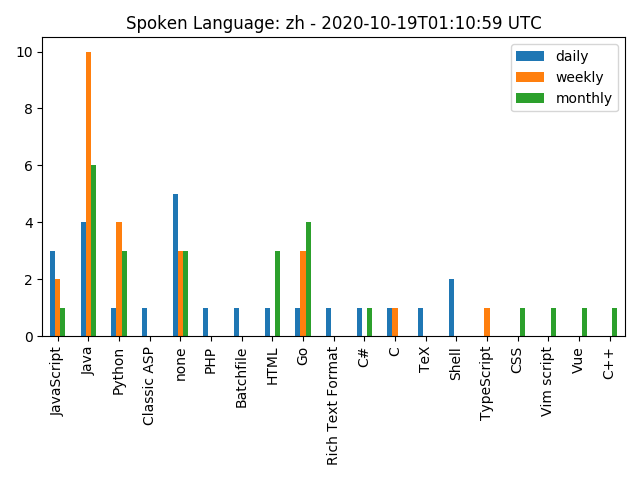 Spoken Language: zh - 2020-10-19T01:10:59 UTC
daily
weekly
monthly
10
8
6
4
2
0
JavaScript
Java
Python
Classic ASP
none
PHP
Batchfile
HTML
Go
Rich Text Format
C#
C
TeX
Shell
TypeScript
CSS
Vim script
Vue
C++